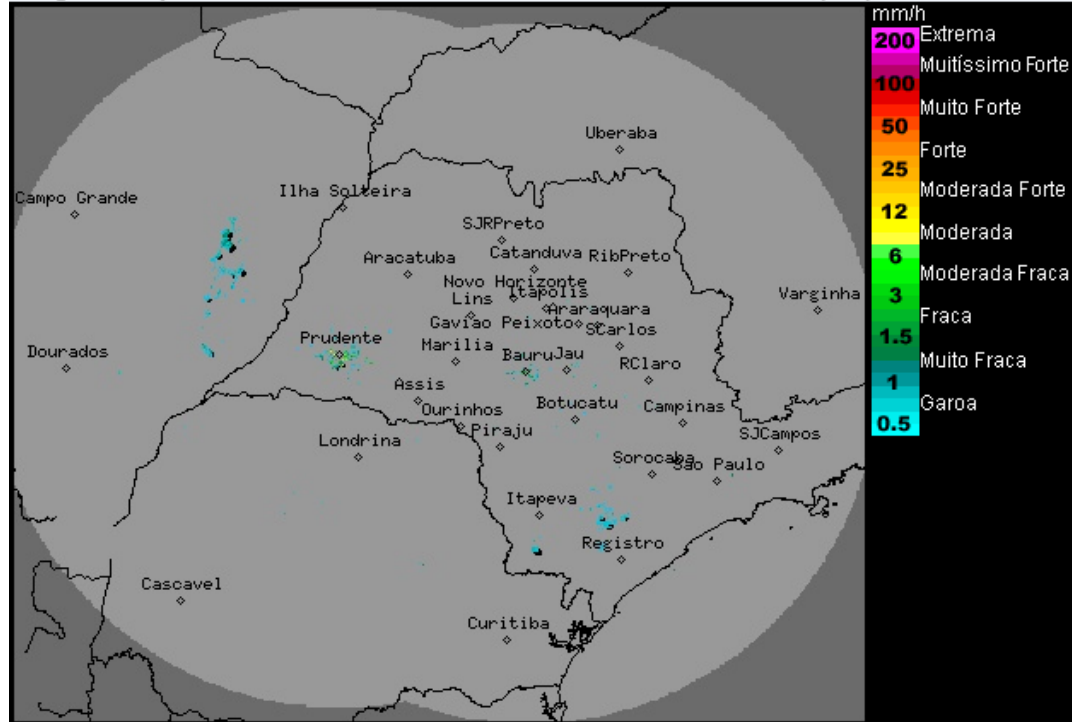 mm/h
200 Extrema
Muitíssimo Forte
100
Muito Forte
50
Forte
25
Moderada Forte
12
Moderada
6
Moderada Fraca
3
Fraca
1.5
Muito Fraca
1
Garoa
0.5
Uberaba
Campo Grande
Ilha Solteira
SJRPreto
Catanduva
RibPreto
Aracatuba
Novo Horizonte
Itapolis
Lins
Araraquara
Varginha
Gaviao Peixoto
SCarlos
Prudente
Marilia
Bauru
Jau
RClaro
Dourados
Assis
Ourinhos
Botucatu
Campinas
Piraju
Londrina
SJCampos
Sorocaba
Sao Paulo
Itapeva
Registro
Cascavel
Curitiba